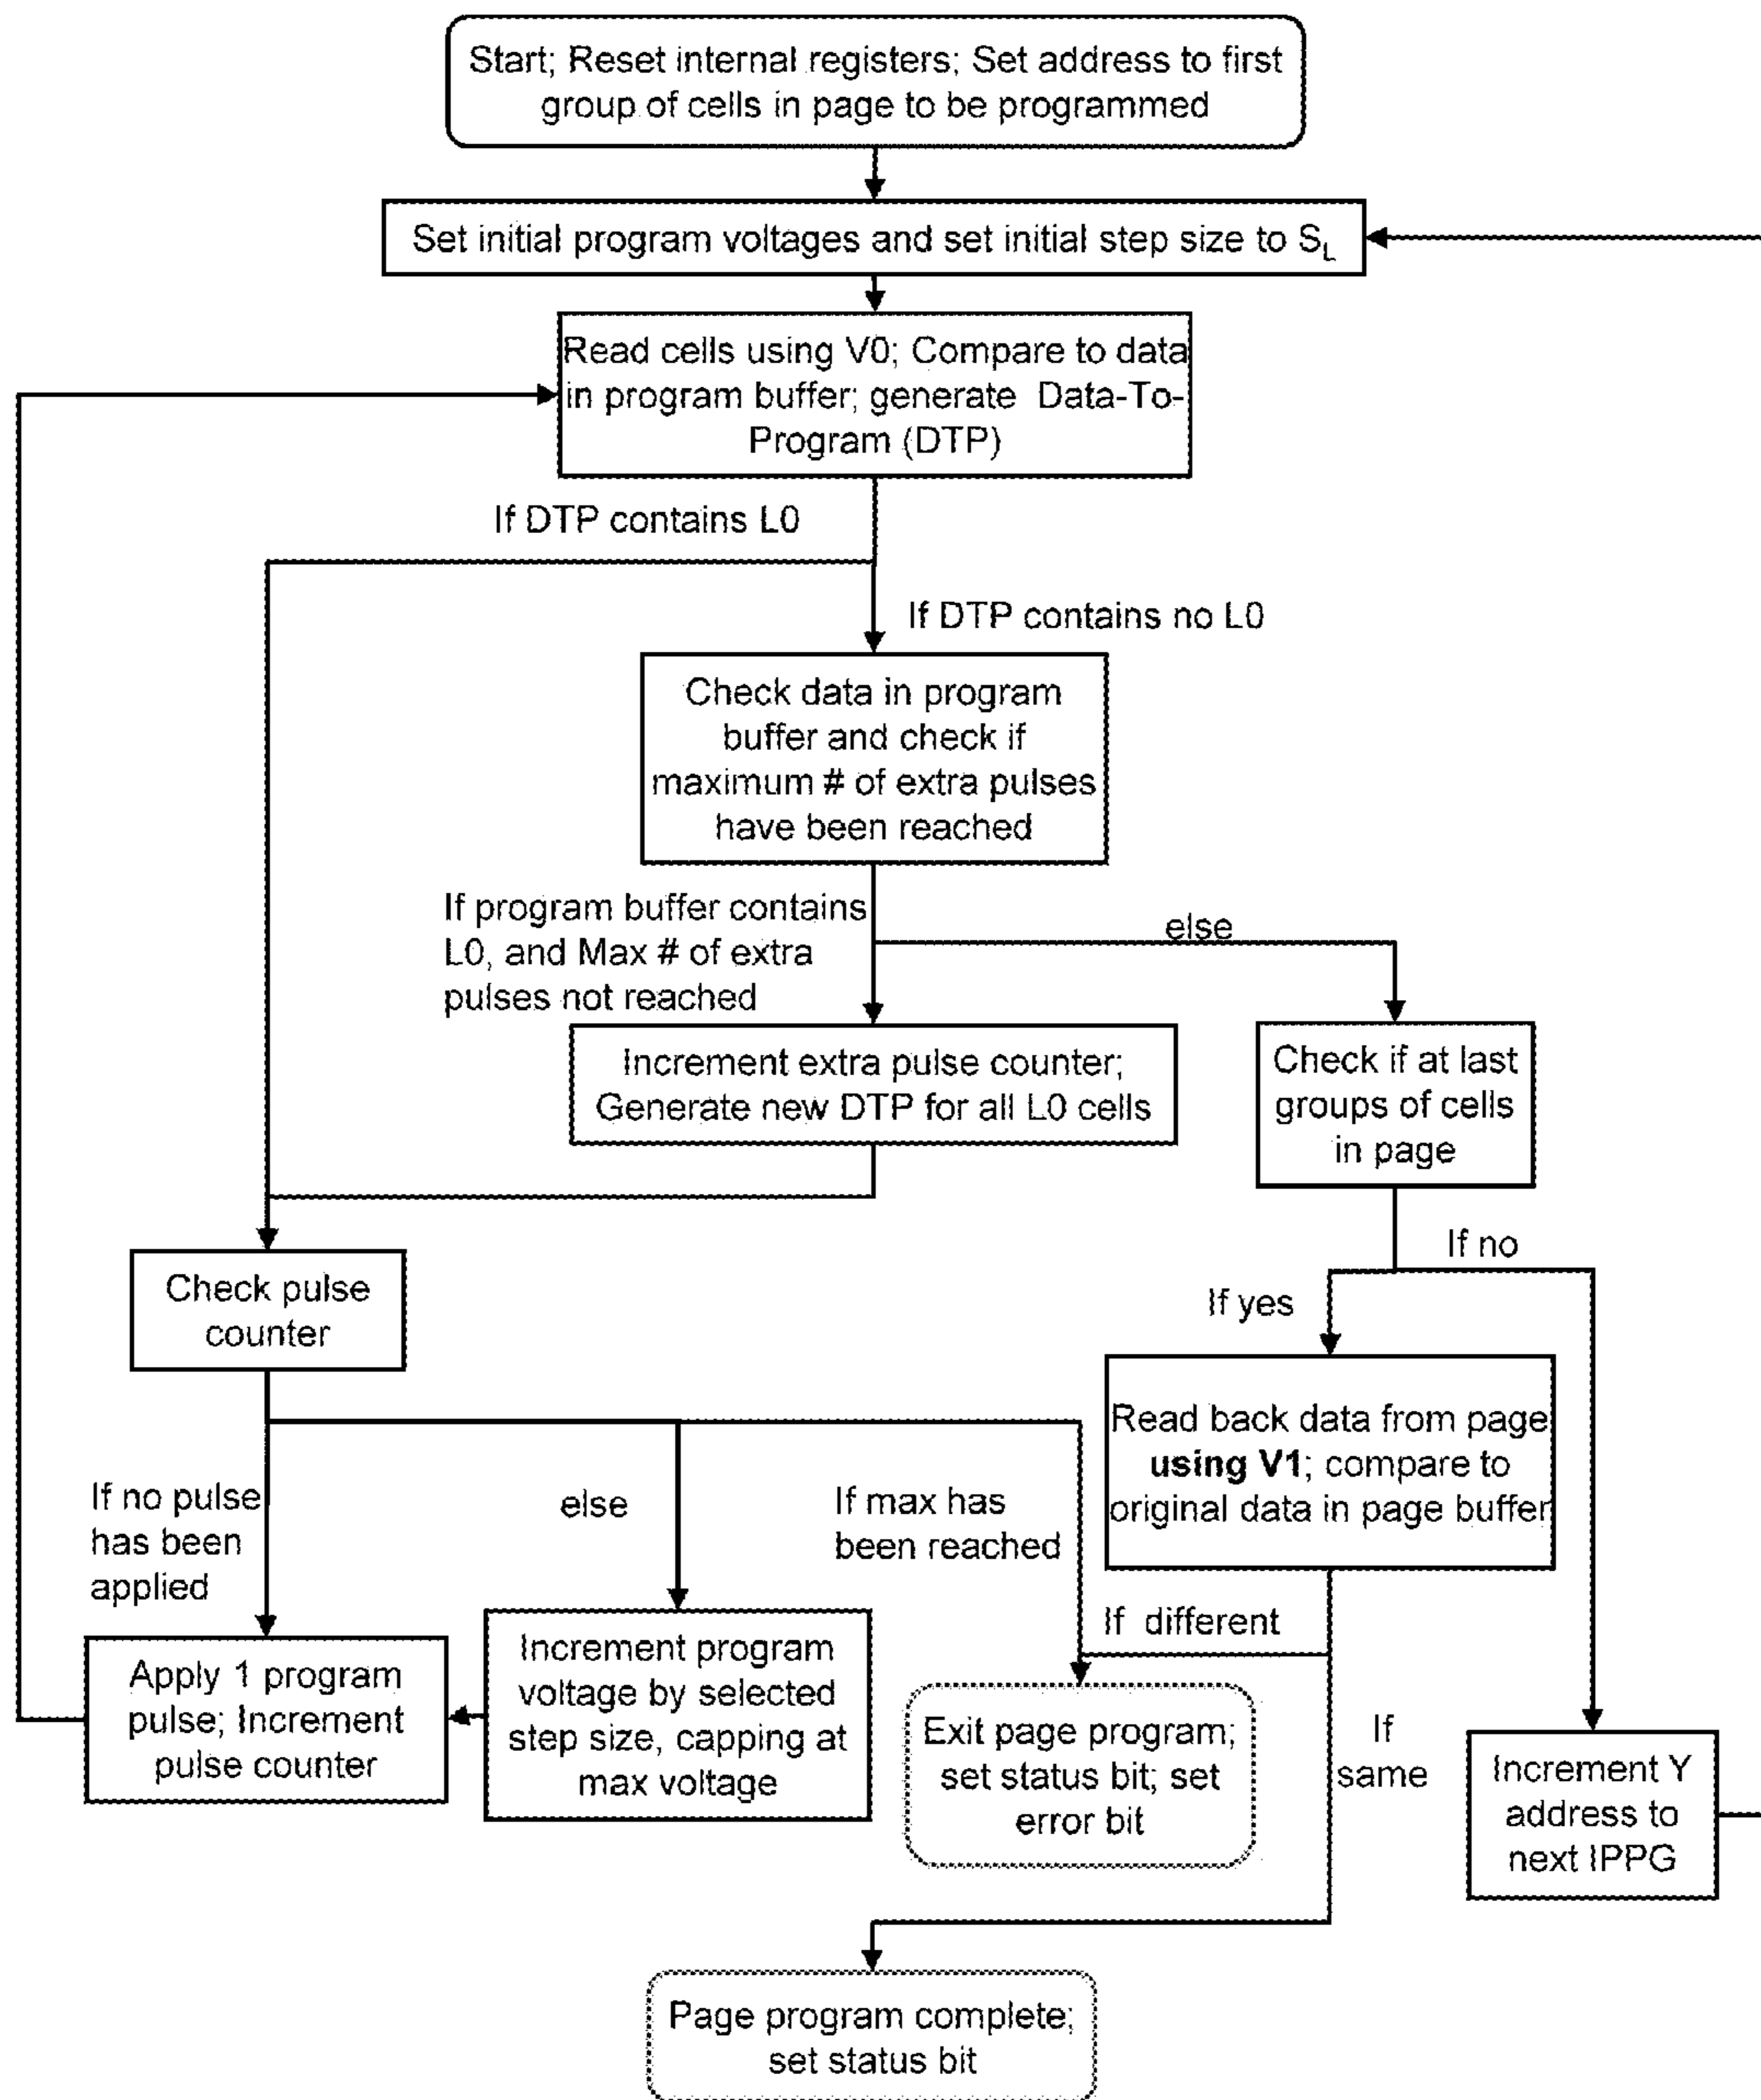 Start; Reset internal registers; Set address to first
group of cells in page to be programmed
Set initial program voltages and set initial step size to S_L
Read cells using V0; Compare to data
in program buffer; generate Data-To-
Program (DTP)
If DTP contains L0
If DTP contains no L0
Check data in program
buffer and check if
maximum # of extra pulses
have been reached
If program buffer contains
L0, and Max # of extra
pulses not reached
else
Increment extra pulse counter;
Generate new DTP for all L0 cells
Check if at last
groups of cells
in page
If no
If yes
Check pulse
counter
Read back data from page
using V1; compare to
original data in page buffer
If no pulse
has been
applied
else
If max has
been reached
If different
If
same
Apply 1 program
pulse; Increment
pulse counter
Increment program
voltage by selected
step size, capping at
max voltage
Exit page program;
set status bit; set
error bit
Increment Y
address to
next IPPG
Page program complete;
set status bit